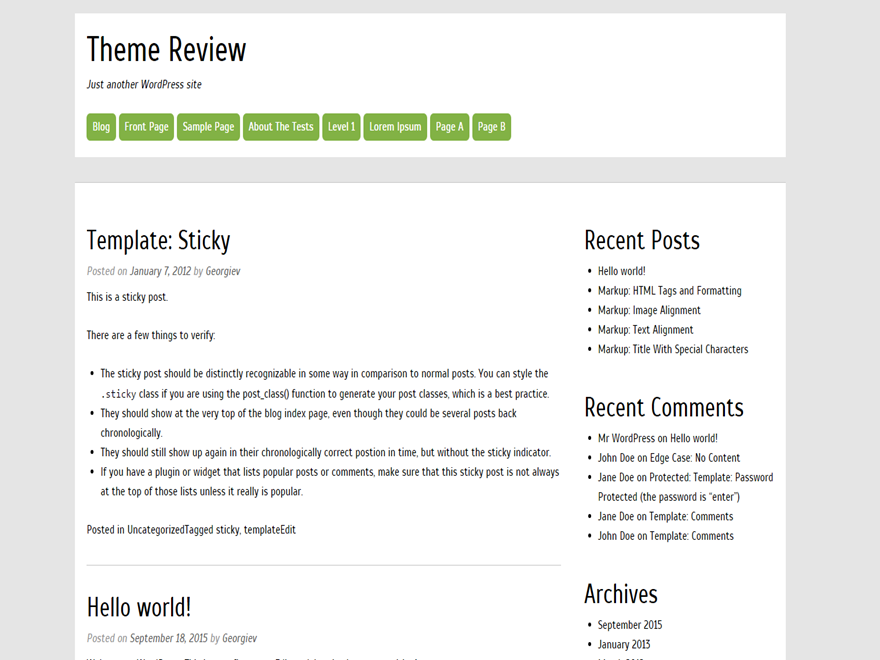 Theme Review
Just another WordPress site
Blog Front Page Sample Page About The Tests Level 1 Lorem Ipsum Page A Page B
Template: Sticky
Posted on January 7, 2012 by Georgiev
This is a sticky post.
There are a few things to verify:
• The sticky post should be distinctly recognizable in some way in comparison to normal posts. You can style the
.sticky class if you are using the post_class() function to generate your post classes, which is a best practice.
• They should show at the very top of the blog index page, even though they could be several posts back
chronologically.
• They should still show up again in their chronologically correct postion in time, but without the sticky indicator.
• If you have a plugin or widget that lists popular posts or comments, make sure that this sticky post is not always
at the top of those lists unless it really is popular.
Posted in UncategorizedTagged sticky, templateEdit
Hello world!
Posted on September 18, 2015 by Georgiev
Recent Posts
• Hello world!
• Markup: HTML Tags and Formatting
• Markup: Image Alignment
• Markup: Text Alignment
• Markup: Title With Special Characters
Recent Comments
• Mr WordPress on Hello world!
• John Doe on Edge Case: No Content
• Jane Doe on Protected: Template: Password
Protected (the password is “enter”)
• Jane Doe on Template: Comments
• John Doe on Template: Comments
Archives
• September 2015
• January 2013